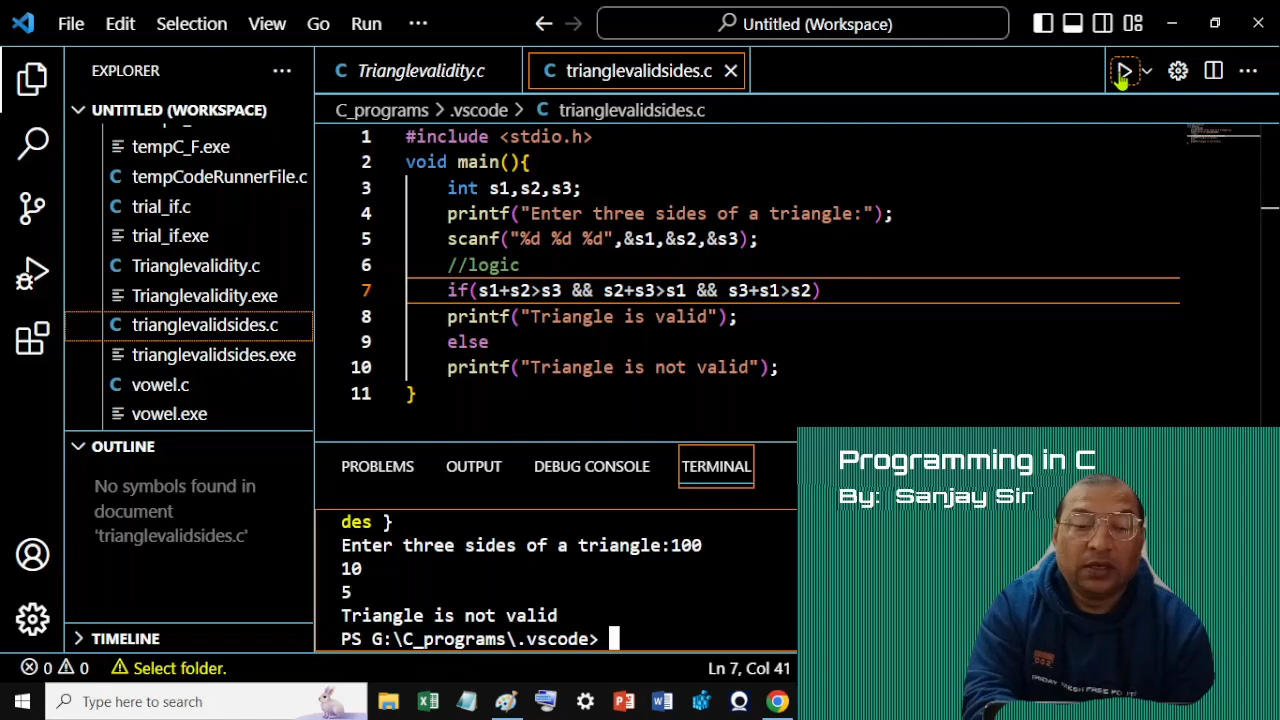 File Edit Selection View Go Run ··· Untitled (Workspace)
EXPLORER ···
UNTITLED (WORKSPACE)
tempC_F.exe
tempCodeRunnerFile.c
trial_if.c
trial_if.exe
Trianglevalidity.c
Trianglevalidity.exe
trianglevalidsides.c
trianglevalidsides.exe
vowel.c
vowel.exe
OUTLINE
No symbols found in
document
'trianglevalidsides.c'
TIMELINE
C Trianglevalidity.c C trianglevalidsides.c
C_programs > .vscode > C trianglevalidsides.c
1 #include <stdio.h>
2 void main(){
3 int s1,s2,s3;
4 printf("Enter three sides of a triangle:");
5 scanf("%d %d %d",&s1,&s2,&s3);
6 //logic
7 if(s1+s2>s3 && s2+s3>s1 && s3+s1>s2)
8 printf("Triangle is valid");
9 else
10 printf("Triangle is not valid");
11 }
PROBLEMS OUTPUT DEBUG CONSOLE TERMINAL
des }
Enter three sides of a triangle:100
10
5
Triangle is not valid
PS G:\C_programs\.vscode>
Programming in C
By: Sanjay Sir
0 0 Select folder. Ln 7, Col 41
Type here to search